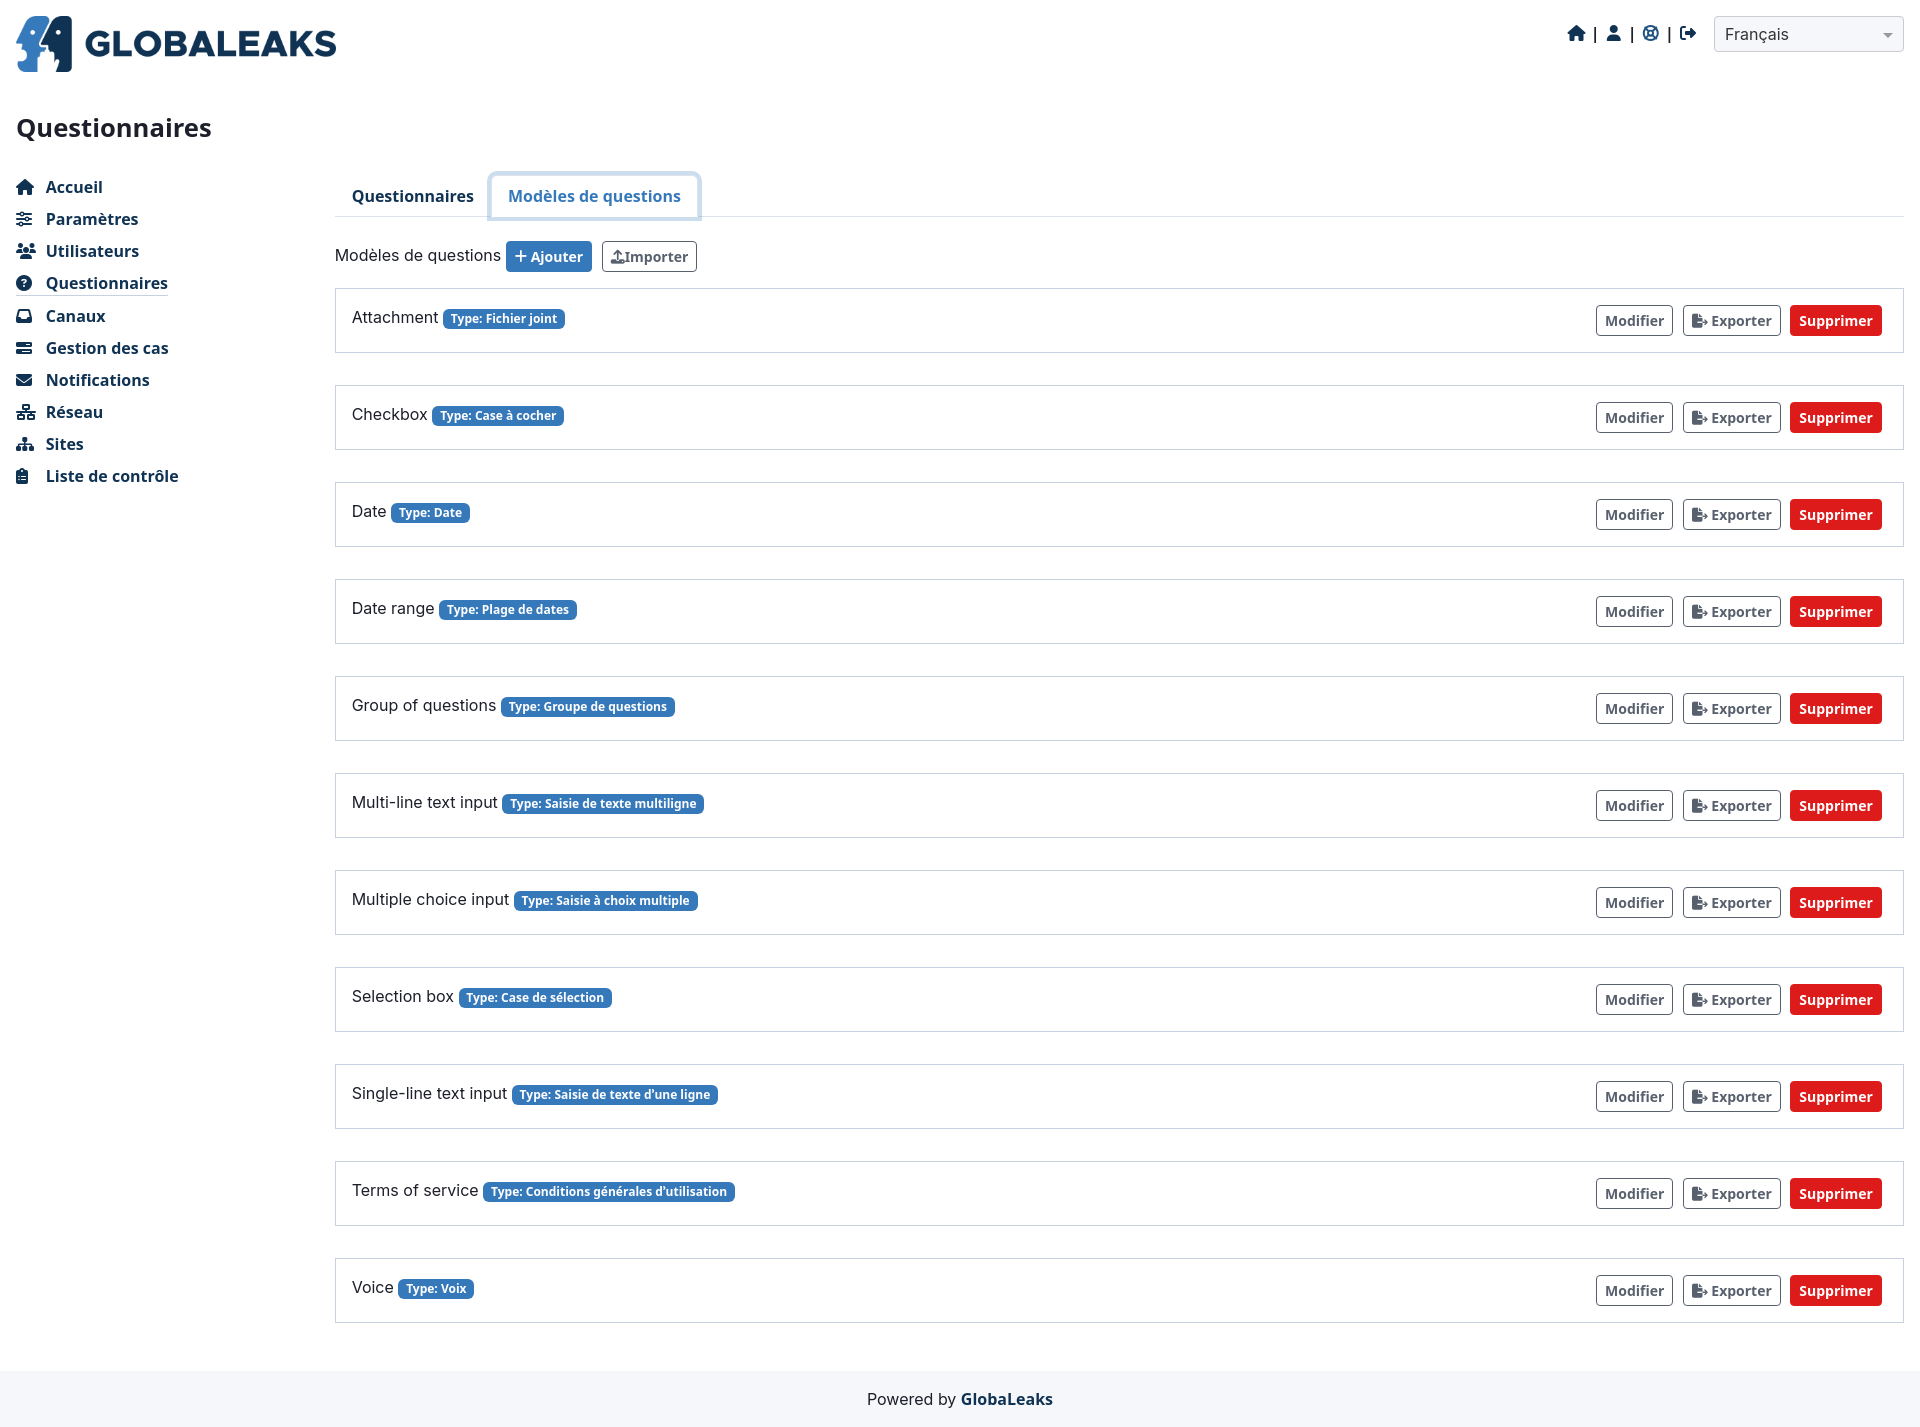 GLOBALEAKS
| | | Français
Questionnaires
Accueil
Paramètres
Utilisateurs
Questionnaires
Canaux
Gestion des cas
Notifications
Réseau
Sites
Liste de contrôle
Questionnaires Modèles de questions
Modèles de questions Ajouter Importer
Attachment Type: Fichier joint Modifier Exporter Supprimer
Checkbox Type: Case à cocher Modifier Exporter Supprimer
Date Type: Date Modifier Exporter Supprimer
Date range Type: Plage de dates Modifier Exporter Supprimer
Group of questions Type: Groupe de questions Modifier Exporter Supprimer
Multi-line text input Type: Saisie de texte multiligne Modifier Exporter Supprimer
Multiple choice input Type: Saisie à choix multiple Modifier Exporter Supprimer
Selection box Type: Case de sélection Modifier Exporter Supprimer
Single-line text input Type: Saisie de texte d'une ligne Modifier Exporter Supprimer
Terms of service Type: Conditions générales d'utilisation Modifier Exporter Supprimer
Voice Type: Voix Modifier Exporter Supprimer
Powered by GlobaLeaks